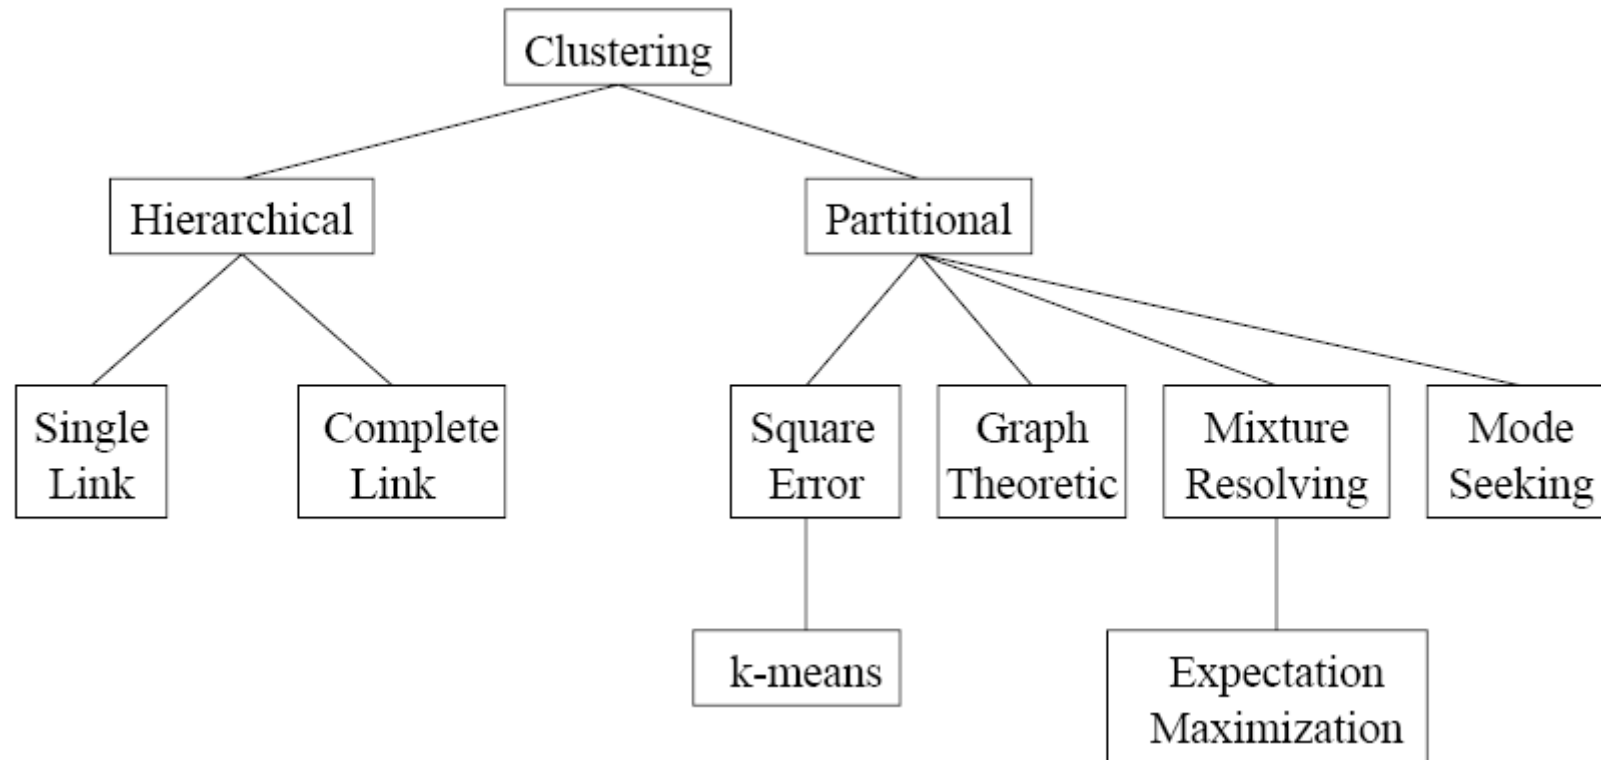 Clustering
Hierarchical
Partitional
Single
Link
Complete
Link
Square
Error
Graph
Theoretic
Mixture
Resolving
Mode
Seeking
k-means
Expectation
Maximization